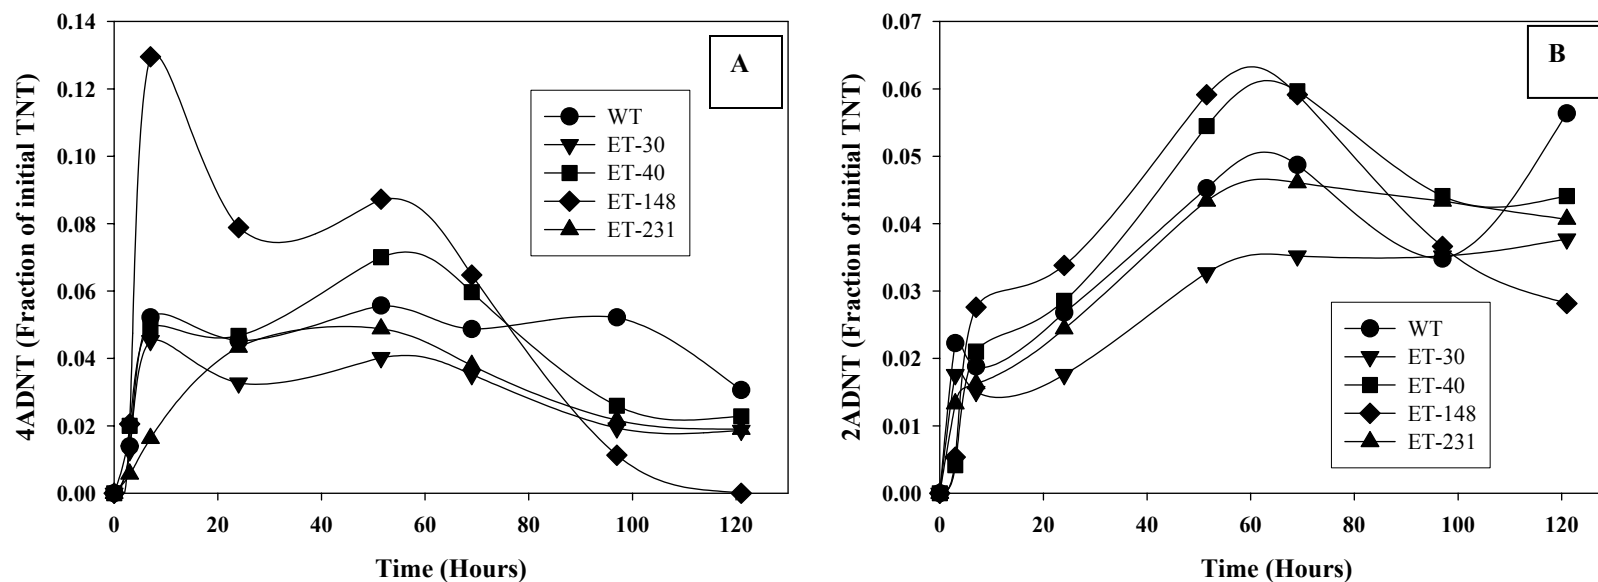 4ADNT (Fraction of initial TNT)
0.14
0.12
0.10
0.08
0.06
0.04
0.02
0.00
0
20
40
60
80
100
120
Time (Hours)
A
WT
ET-30
ET-40
ET-148
ET-231
2ADNT (Fraction of initial TNT)
0.07
0.06
0.05
0.04
0.03
0.02
0.01
0.00
0
20
40
60
80
100
120
Time (Hours)
B
WT
ET-30
ET-40
ET-148
ET-231